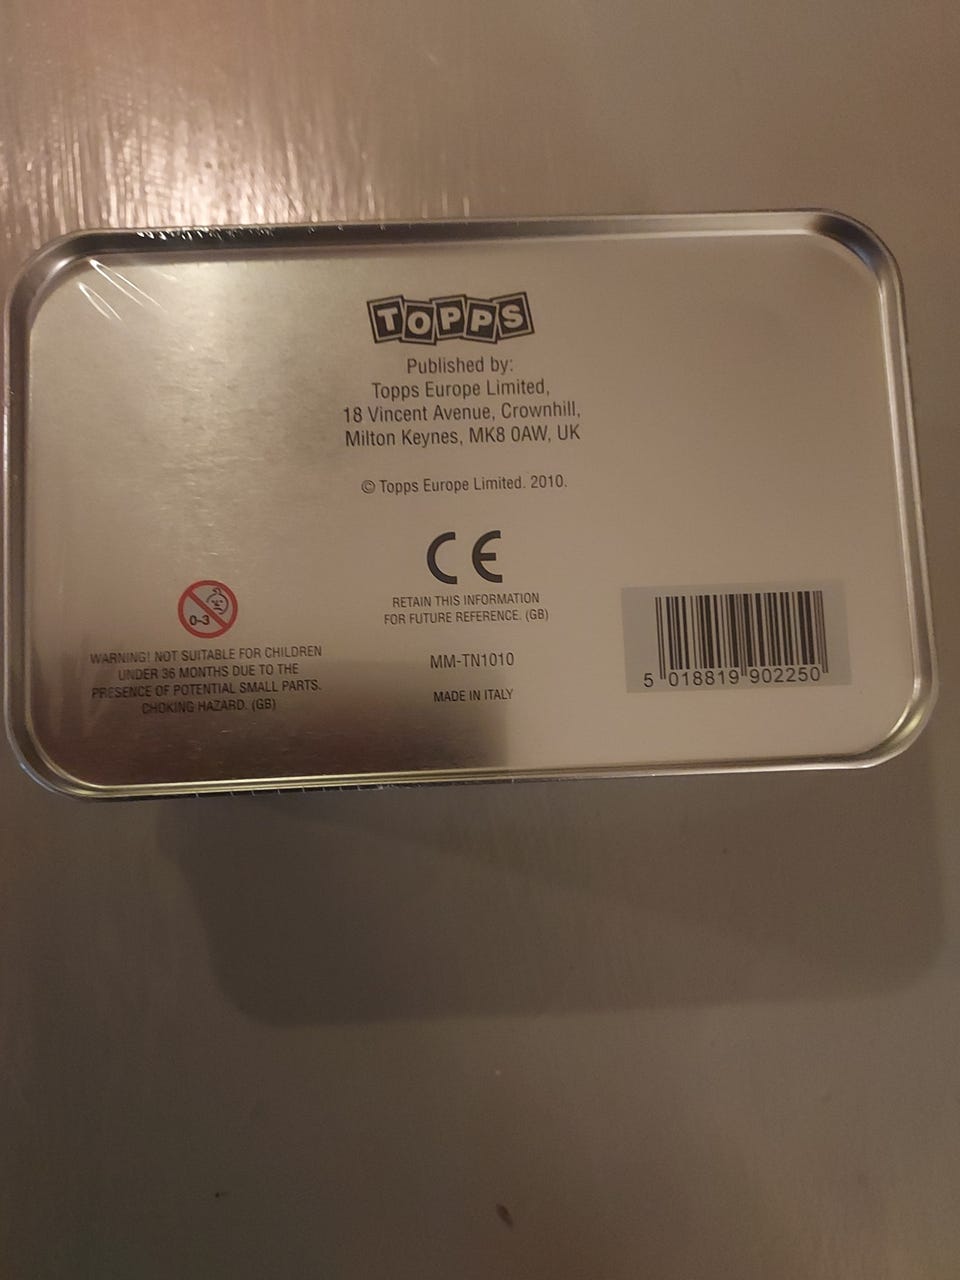 TOPPS
Published by:
Topps Europe Limited,
18 Vincent Avenue, Crownhill,
Milton Keynes, MK8 0AW, UK
© Topps Europe Limited. 2010.
CE
RETAIN THIS INFORMATION
FOR FUTURE REFERENCE. (GB)
MM-TN1010
MADE IN ITALY
0-3
WARNING! NOT SUITABLE FOR CHILDREN
UNDER 36 MONTHS DUE TO THE
PRESENCE OF POTENTIAL SMALL PARTS.
CHOKING HAZARD. (GB)
5 018819 902250